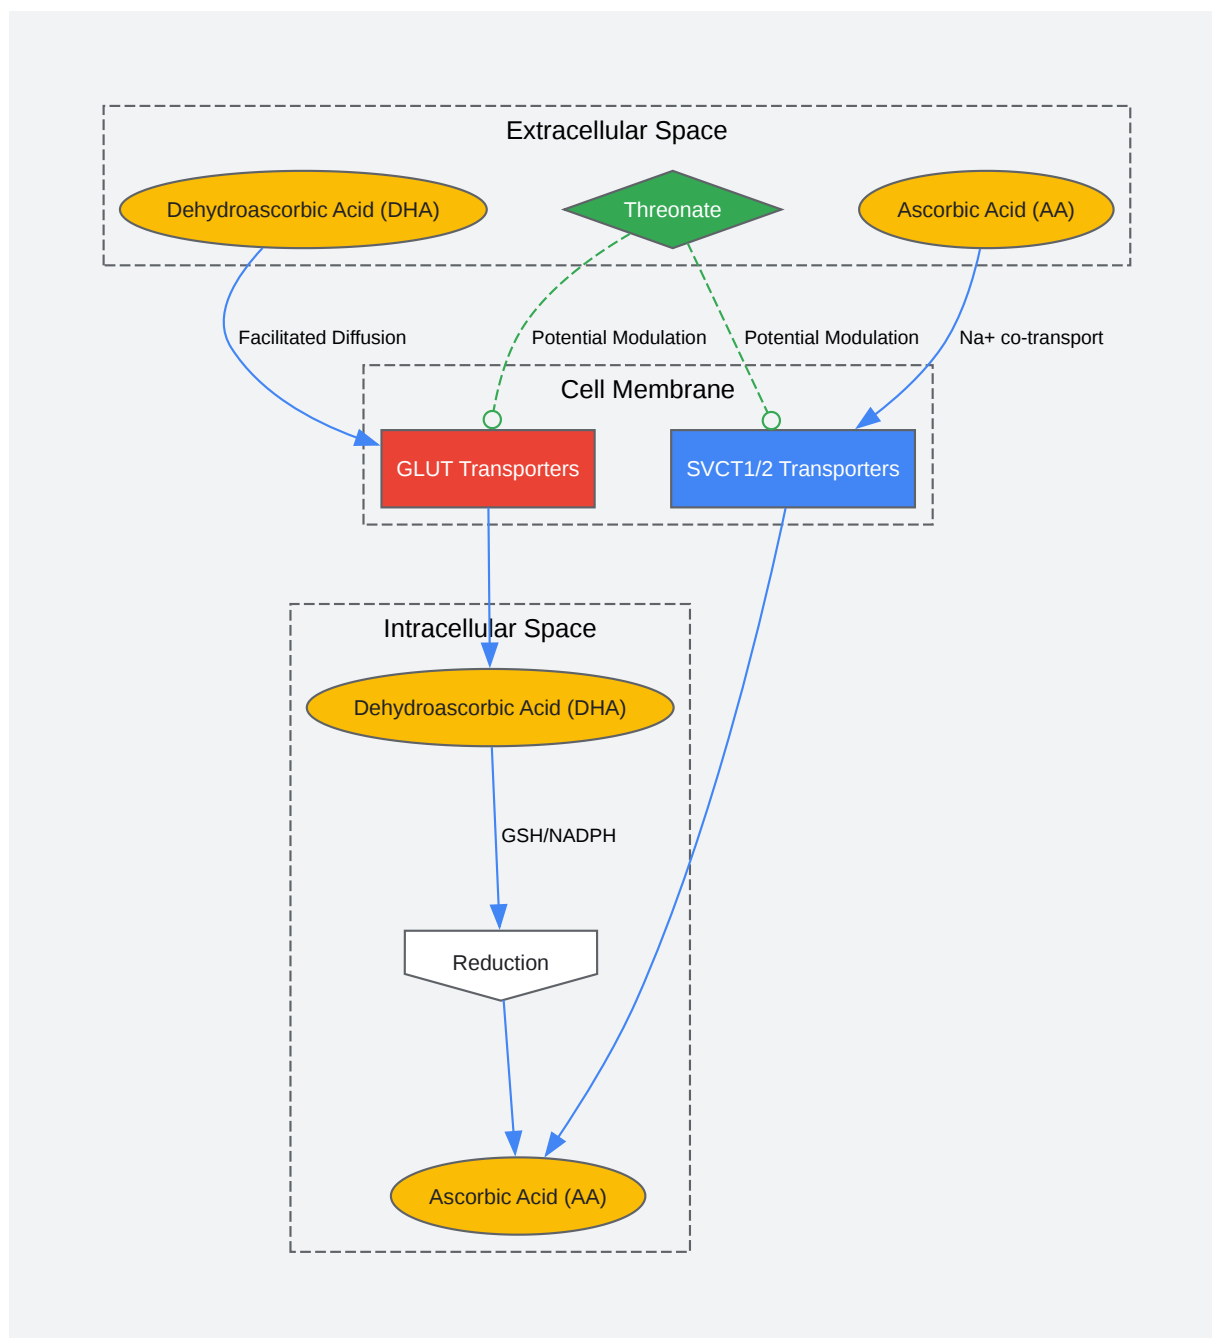 Extracellular Space
Dehydroascorbic Acid (DHA)
Threonate
Ascorbic Acid (AA)
Facilitated Diffusion
Potential Modulation
Potential Modulation
Na+ co-transport
Cell Membrane
GLUT Transporters
SVCT1/2 Transporters
Intracellular Space
Dehydroascorbic Acid (DHA)
GSH/NADPH
Reduction
Ascorbic Acid (AA)